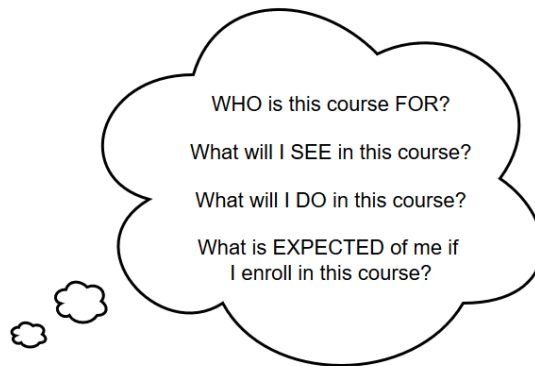 WHO is this course FOR?
What will I SEE in this course?
What will I DO in this course?
What is EXPECTED of me if
I enroll in this course?